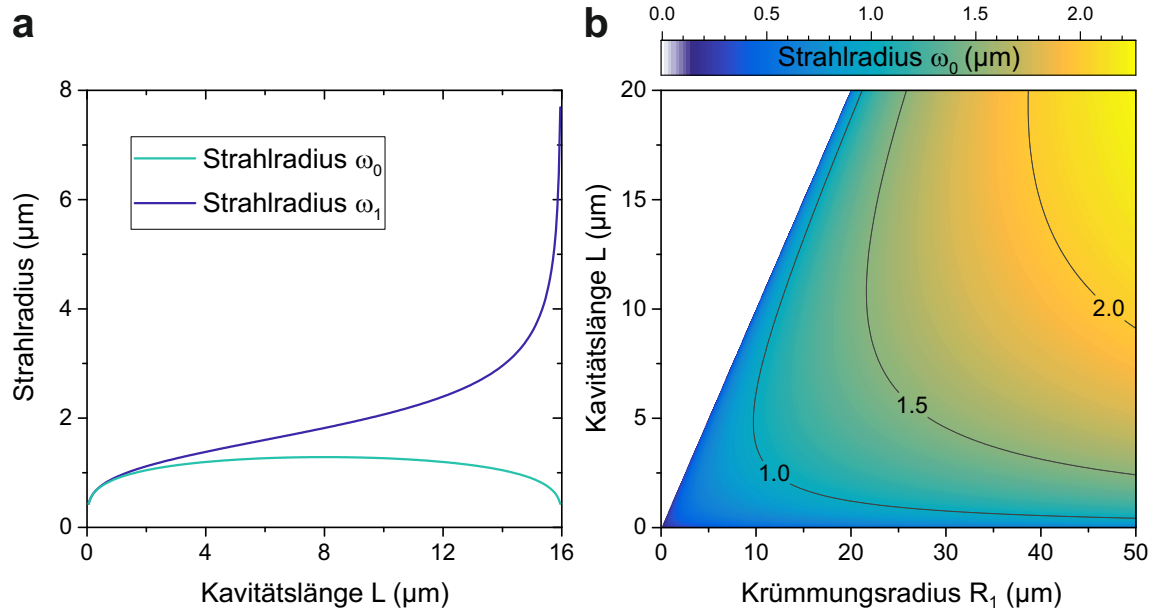 a
b
0.0 0.5 1.0 1.5 2.0
Strahlradius ω₀ (µm)
8
6
4
2
0
Strahlradius (µm)
Strahlradius ω₀
Strahlradius ω₁
0 4 8 12 16
Kavitätslänge L (µm)
20
15
10
5
0
Kavitätslänge L (µm)
2.0
1.5
1.0
0 10 20 30 40 50
Krümmungsradius R₁ (µm)